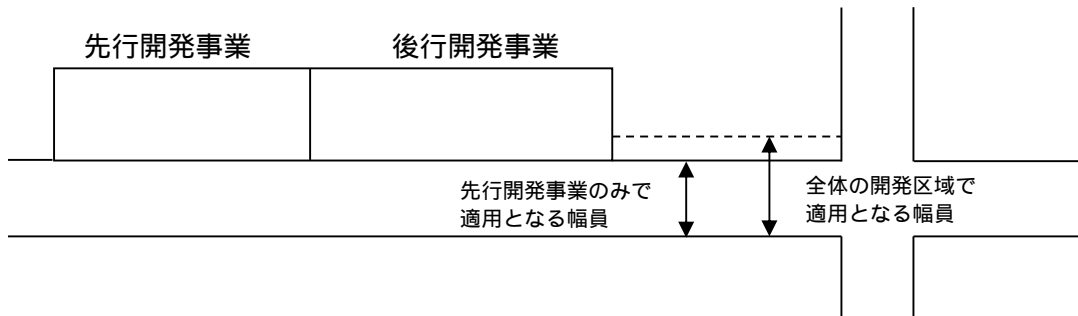 先行開発事業
後行開発事業
先行開発事業のみで
適用となる幅員
全体の開発区域で
適用となる幅員